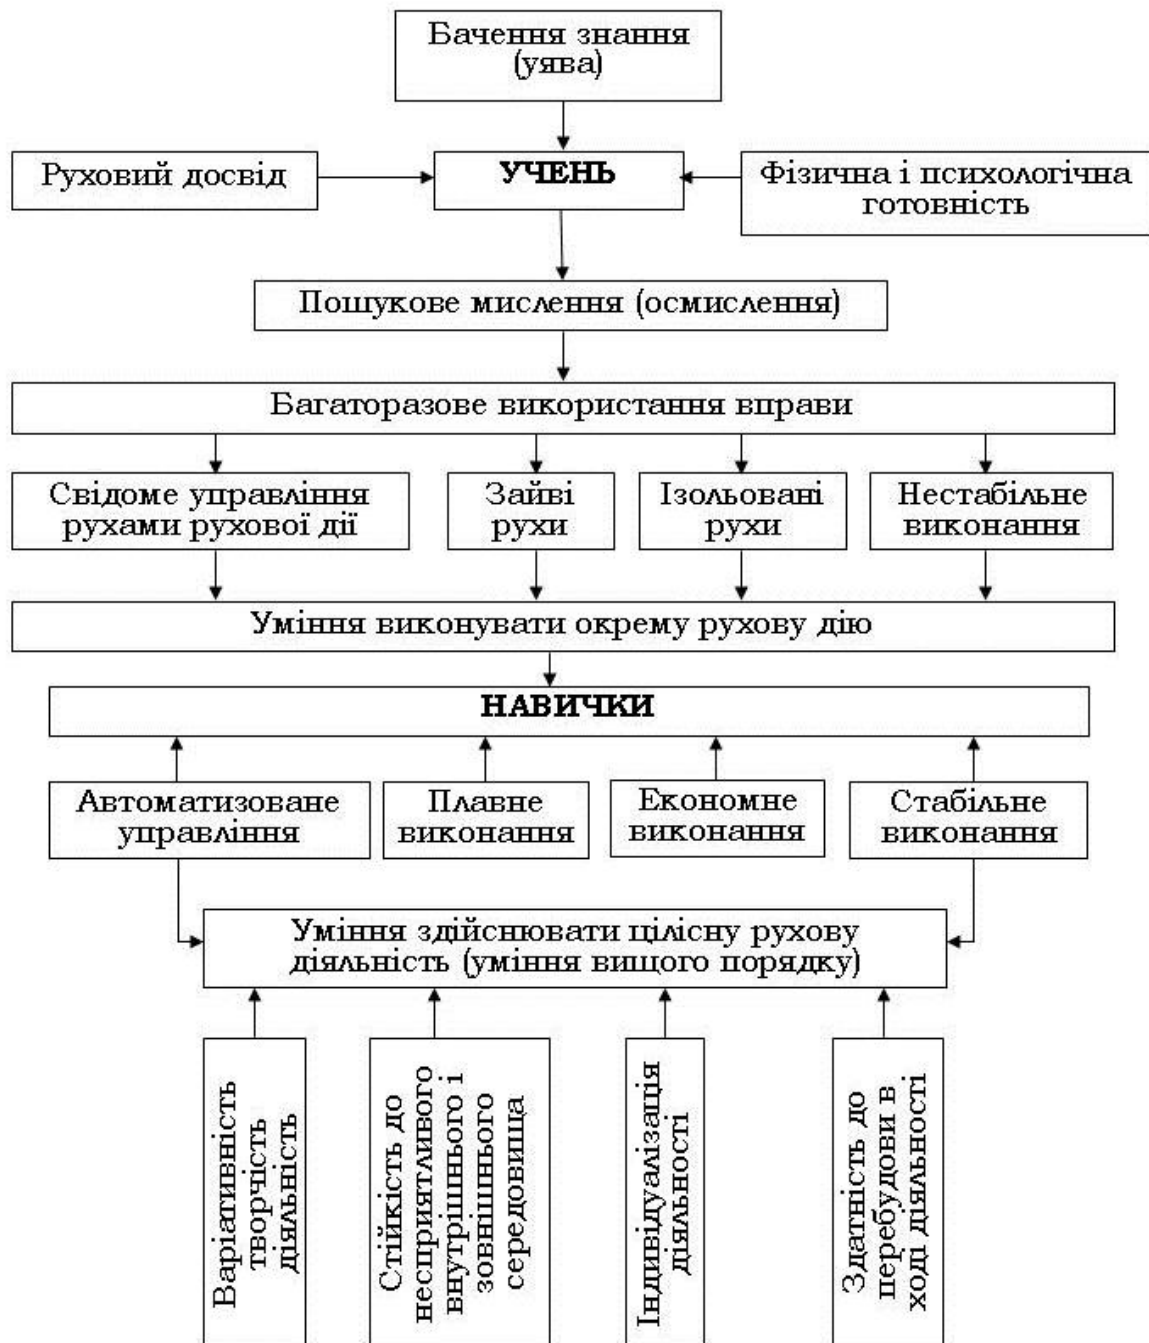 Бачення знання
(уява)
Руховий досвід
УЧЕНЬ
Фізична і психологічна
готовність
Пошукове мислення (осмислення)
Багаторазове використання вправи
Свідоме управління
рухами рухової дії
Зайві
рухи
Ізольовані
рухи
Нестабільне
виконання
Уміння виконувати окрему рухову дію
НАВИЧКИ
Автоматизоване
управління
Плавне
виконання
Економне
виконання
Стабільне
виконання
Уміння здійснювати цілісну рухову
діяльність (уміння вищого порядку)
Варіативність
творчість
діяльність
Стійкість до
несприятливого
внутрішнього і
зовнішнього
середовища
Індивідуалізація
діяльності
Здатність до
перебудови в
ході діяльності